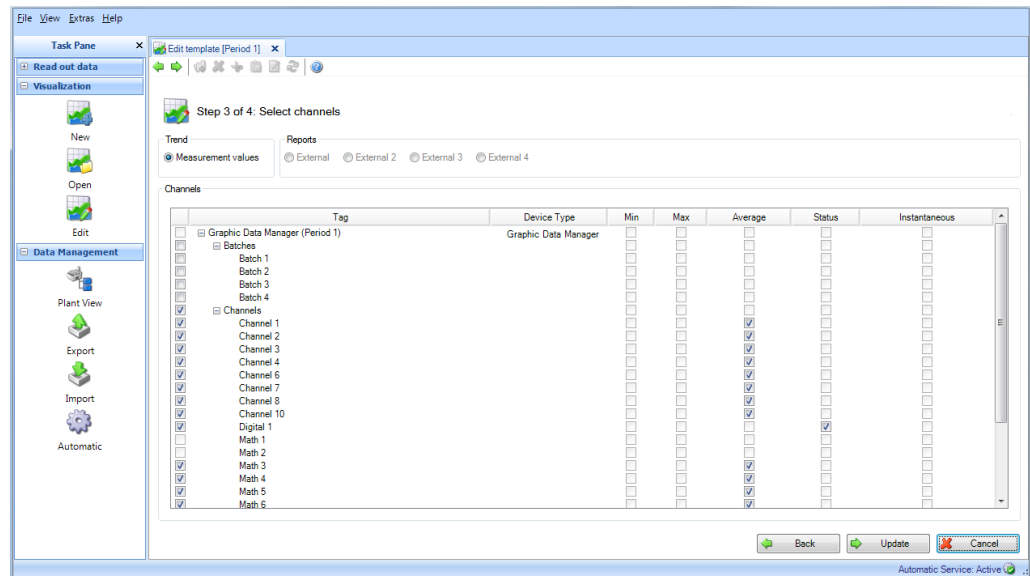 File View Extras Help
Task Pane
Edit template [Period 1]
Read out data
Visualization
New
Open
Edit
Data Management
Plant View
Export
Import
Automatic
Step 3 of 4: Select channels
Trend
Measurement values
Reports
External External 2 External 3 External 4
Channels
Tag Device Type Min Max Average Status Instantaneous
Graphic Data Manager (Period 1) Graphic Data Manager
Batches
Batch 1
Batch 2
Batch 3
Batch 4
Channels
Channel 1
Channel 2
Channel 3
Channel 4
Channel 6
Channel 7
Channel 8
Channel 10
Digital 1
Math 1
Math 2
Math 3
Math 4
Math 5
Math 6
Back Update Cancel
Automatic Service: Active